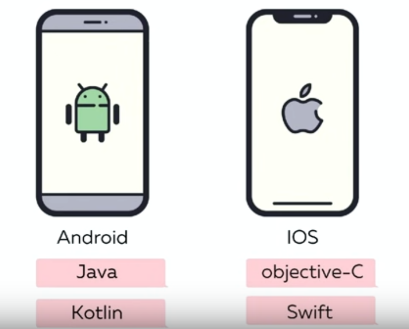 Android
Java
Kotlin
IOS
objective-C
Swift